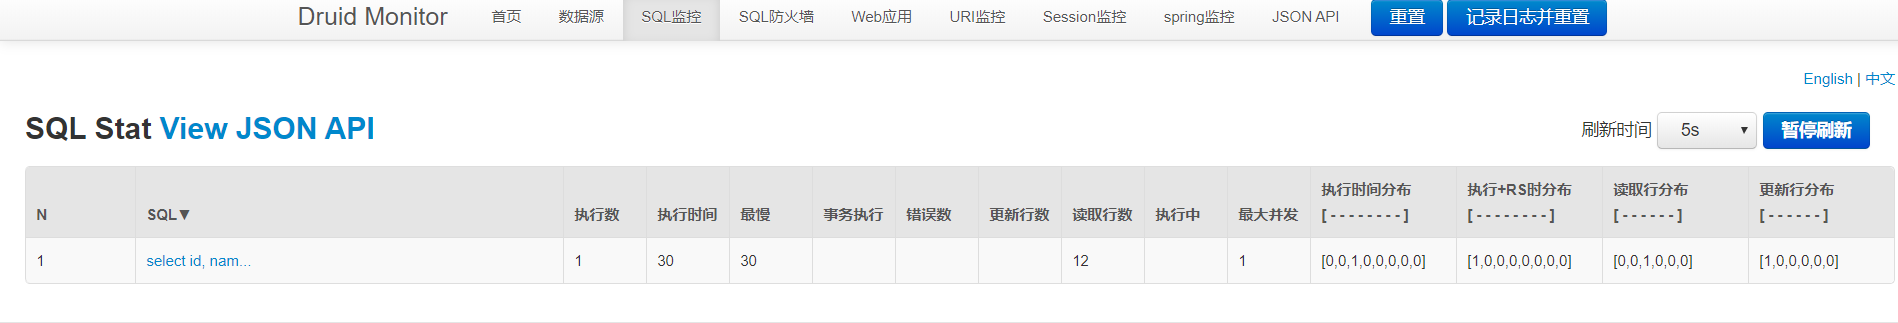 Druid Monitor 首页 数据源 SQL监控 SQL防火墙 Web应用 URI监控 Session监控 spring监控 JSON API 重置 记录日志并重置
English | 中文
SQL Stat View JSON API 刷新时间 5s 暂停刷新
N SQL▼ 执行数 执行时间 最慢 事务执行 错误数 更新行数 读取行数 执行中 最大并发 执行时间分布 [ - - - - - - - - ] 执行+RS时分布 [ - - - - - - - - ] 读取行分布 [ - - - - - - ] 更新行分布 [ - - - - - - ]
1 select id, nam... 1 30 30 12 1 [0,0,1,0,0,0,0,0] [1,0,0,0,0,0,0,0] [0,0,1,0,0,0] [1,0,0,0,0,0]